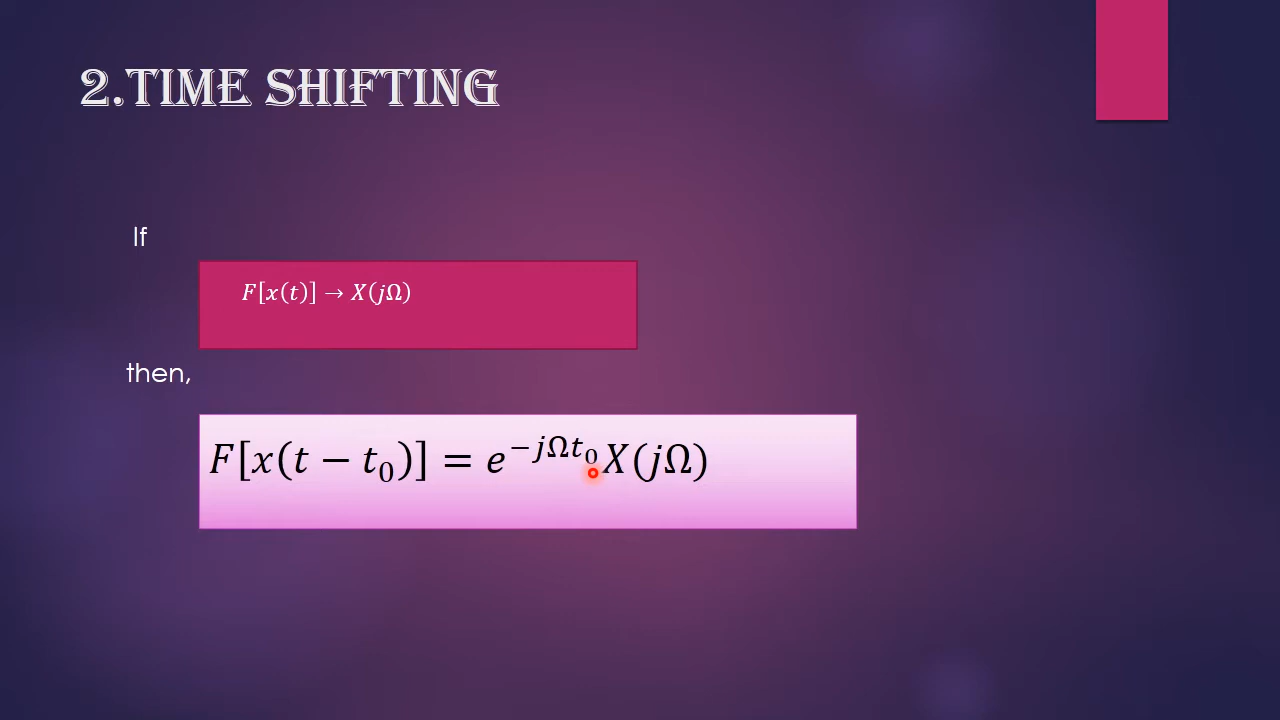 2.TIME SHIFTING
If
F[x(t)] → X(jΩ)
then,
F[x(t − t₀)] = e^{−jΩt₀}X(jΩ)